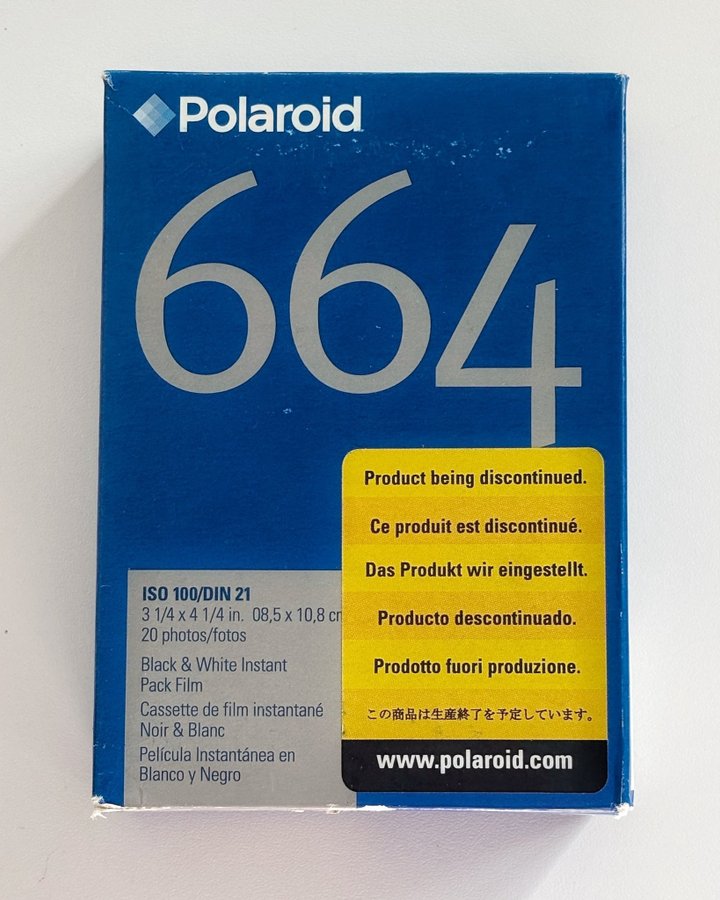 Polaroid
664
ISO 100/DIN 21
3 1/4 x 4 1/4 in. 08,5 x 10,8 cm
20 photos/fotos
Black & White Instant
Pack Film
Cassette de film instantané
Noir & Blanc
Película Instantánea en
Blanco y Negro
Product being discontinued.
Ce produit est discontinué.
Das Produkt wir eingestellt.
Producto descontinuado.
Prodotto fuori produzione.
この商品は生産終了を予定しています。
www.polaroid.com